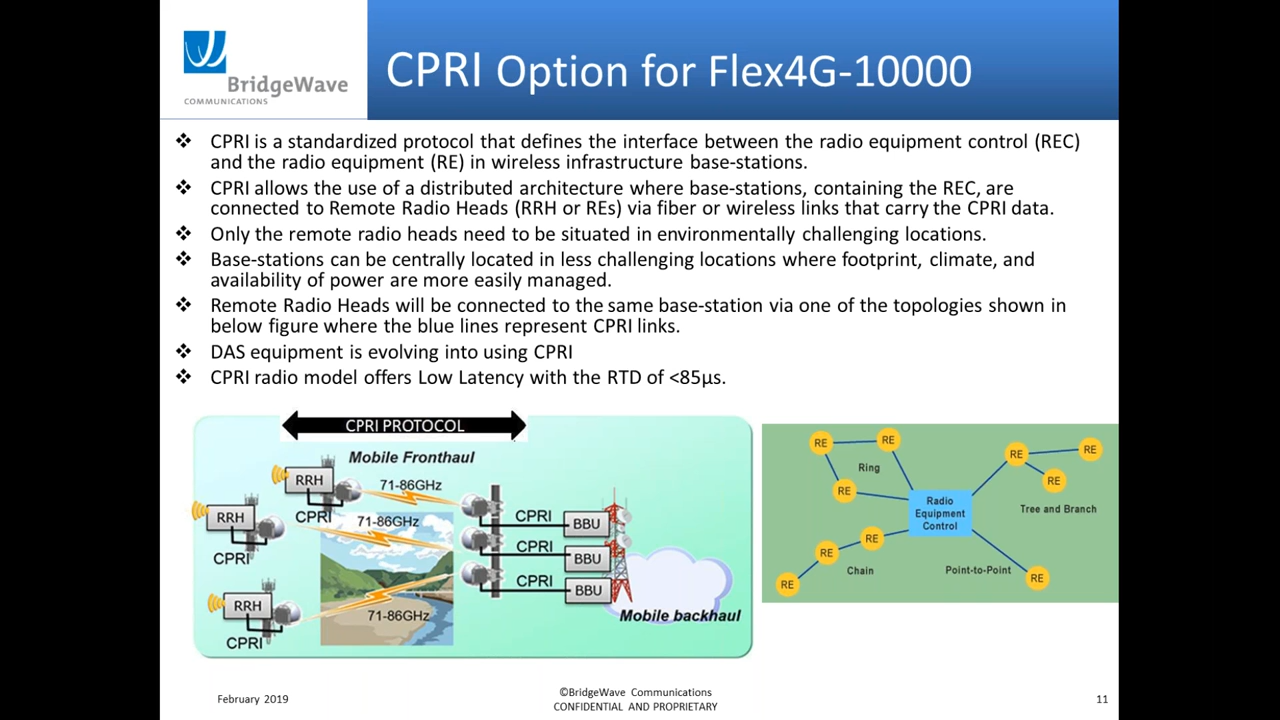 BridgeWave
COMMUNICATIONS
CPRI Option for Flex4G-10000
❖ CPRI is a standardized protocol that defines the interface between the radio equipment control (REC)
and the radio equipment (RE) in wireless infrastructure base-stations.
❖ CPRI allows the use of a distributed architecture where base-stations, containing the REC, are
connected to Remote Radio Heads (RRH or REs) via fiber or wireless links that carry the CPRI data.
❖ Only the remote radio heads need to be situated in environmentally challenging locations.
❖ Base-stations can be centrally located in less challenging locations where footprint, climate, and
availability of power are more easily managed.
❖ Remote Radio Heads will be connected to the same base-station via one of the topologies shown in
below figure where the blue lines represent CPRI links.
❖ DAS equipment is evolving into using CPRI
❖ CPRI radio model offers Low Latency with the RTD of <85µs.
CPRI PROTOCOL
Mobile Fronthaul
RRH
71-86GHz
CPRI
RRH
71-86GHz
CPRI
CPRI
BBU
CPRI
BBU
CPRI
BBU
RRH
71-86GHz
CPRI
Mobile backhaul
RE
RE
Ring
RE
RE
RE
RE
Tree and Branch
Radio
Equipment
Control
RE
RE
RE
Chain
Point-to-Point
RE
February 2019
©BridgeWave Communications
CONFIDENTIAL AND PROPRIETARY
11